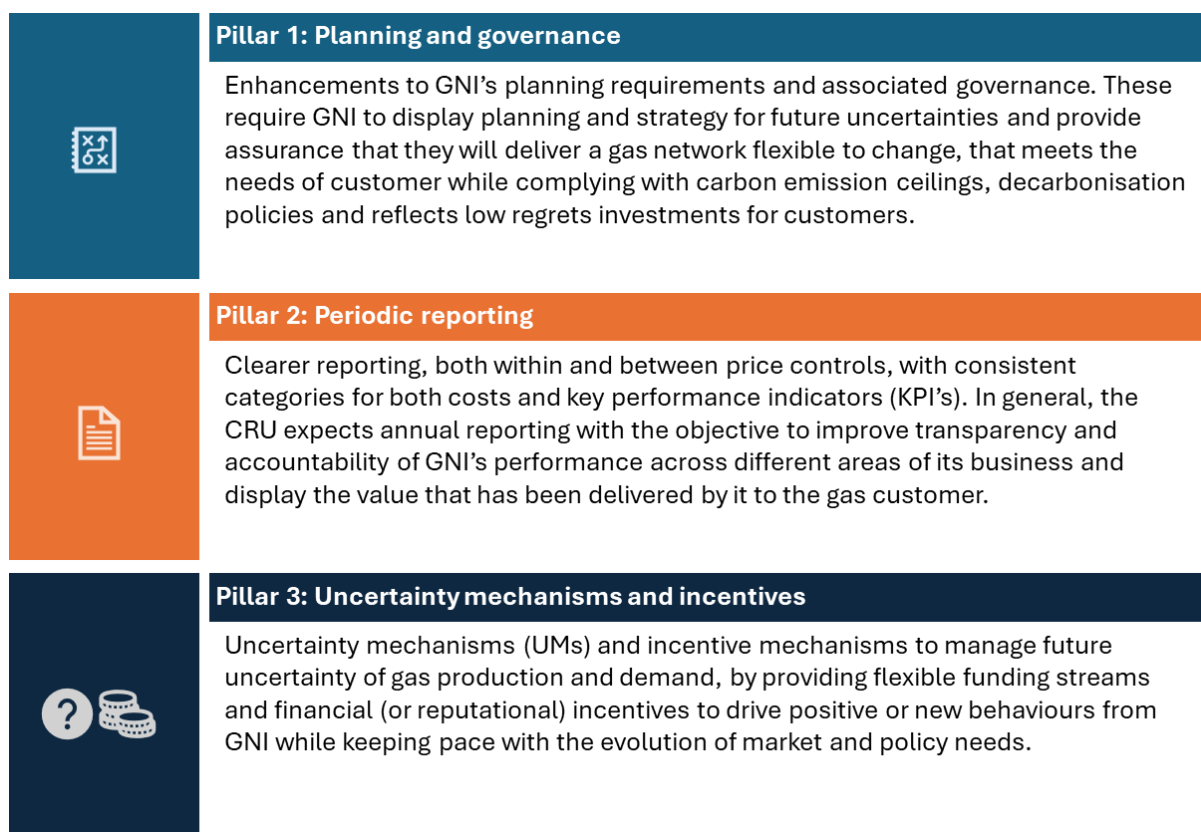 Pillar 1: Planning and governance
Enhancements to GNI’s planning requirements and associated governance. These
require GNI to display planning and strategy for future uncertainties and provide
assurance that they will deliver a gas network flexible to change, that meets the
needs of customer while complying with carbon emission ceilings, decarbonisation
policies and reflects low regrets investments for customers.
Pillar 2: Periodic reporting
Clearer reporting, both within and between price controls, with consistent
categories for both costs and key performance indicators (KPI’s). In general, the
CRU expects annual reporting with the objective to improve transparency and
accountability of GNI’s performance across different areas of its business and
display the value that has been delivered by it to the gas customer.
Pillar 3: Uncertainty mechanisms and incentives
Uncertainty mechanisms (UMs) and incentive mechanisms to manage future
uncertainty of gas production and demand, by providing flexible funding streams
and financial (or reputational) incentives to drive positive or new behaviours from
GNI while keeping pace with the evolution of market and policy needs.